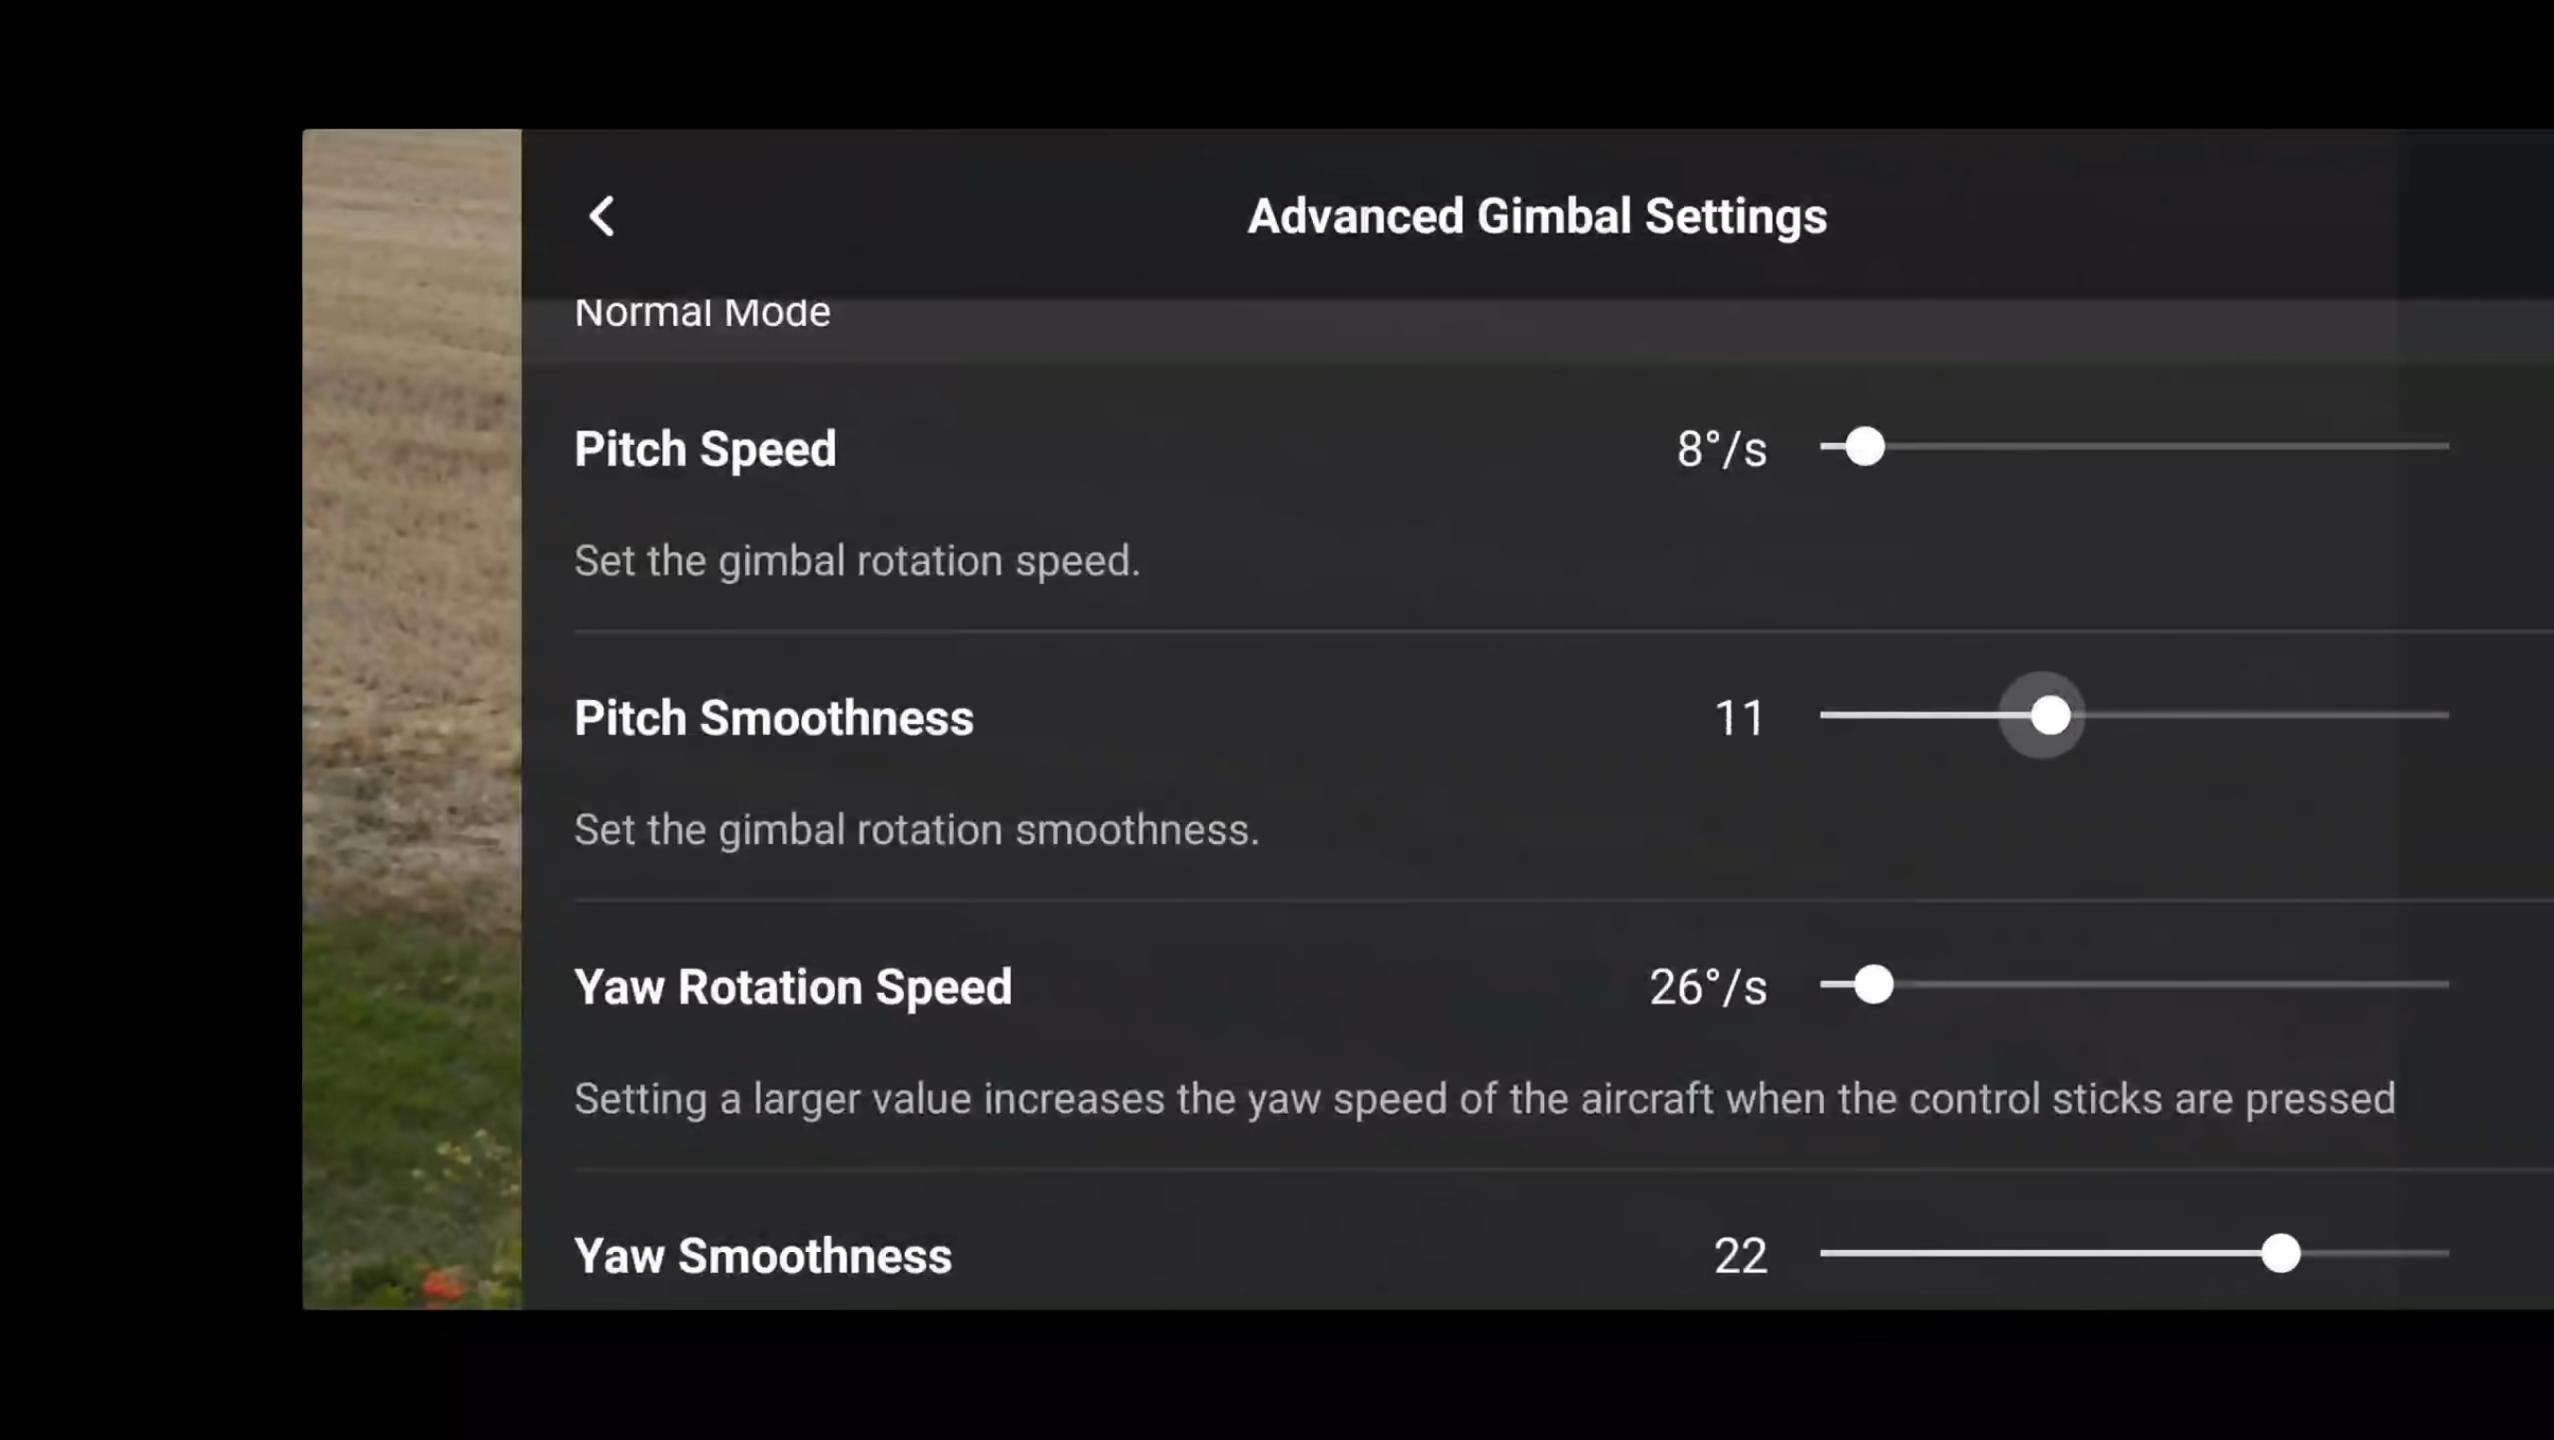 Advanced Gimbal Settings
Normal Mode
Pitch Speed 8°/s
Set the gimbal rotation speed.
Pitch Smoothness 11
Set the gimbal rotation smoothness.
Yaw Rotation Speed 26°/s
Setting a larger value increases the yaw speed of the aircraft when the control sticks are pressed
Yaw Smoothness 22